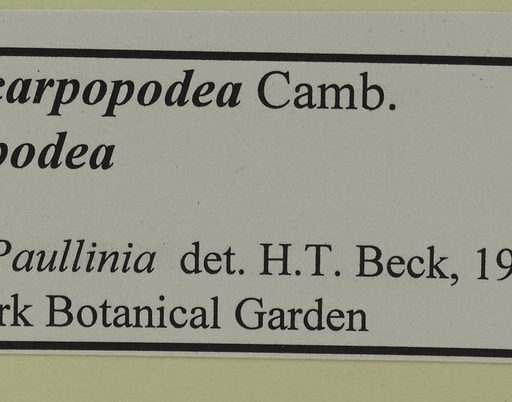 carpopodea Camb.
podea
Paullinia det. H.T. Beck, 19
rk Botanical Garden